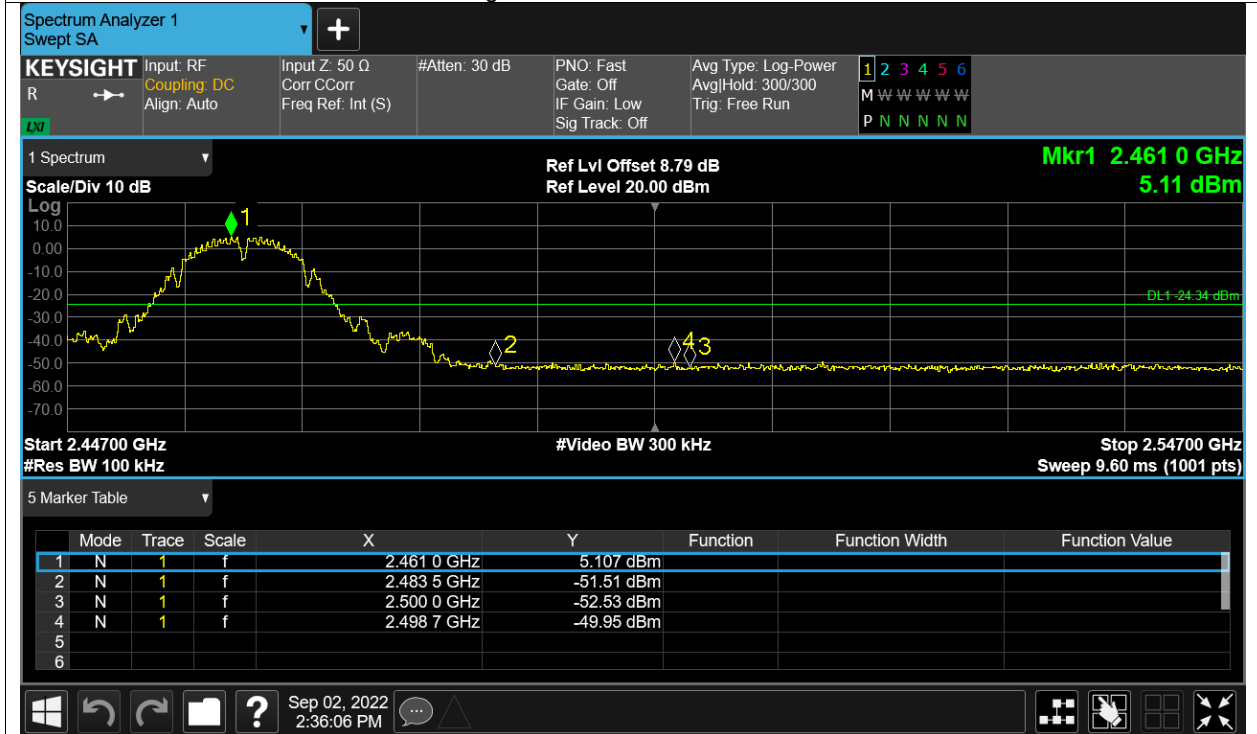 Spectrum Analyzer 1
Swept SA
KEYSIGHT Input: RF Input Z: 50 Ω #Atten: 30 dB PNO: Fast Avg Type: Log-Power 1 2 3 4 5 6
R Coupling: DC Corr CCorr Gate: Off Avg|Hold: 300/300 M W W W W W
Align: Auto Freq Ref: Int (S) IF Gain: Low Trig: Free Run
LXI Sig Track: Off P N N N N N
1 Spectrum Ref Lvl Offset 8.79 dB Mkr1 2.461 0 GHz
Scale/Div 10 dB Ref Level 20.00 dBm 5.11 dBm
Log
1
10.0
0.00
-10.0
-20.0 DL1 -24.34 dBm
-30.0
-40.0 2 4 3
-50.0
-60.0
-70.0
Start 2.44700 GHz #Video BW 300 kHz Stop 2.54700 GHz
#Res BW 100 kHz Sweep 9.60 ms (1001 pts)
5 Marker Table
Mode Trace Scale X Y Function Function Width Function Value
1 N 1 f 2.461 0 GHz 5.107 dBm
2 N 1 f 2.483 5 GHz -51.51 dBm
3 N 1 f 2.500 0 GHz -52.53 dBm
4 N 1 f 2.498 7 GHz -49.95 dBm
5
6
? Sep 02, 2022
2:36:06 PM